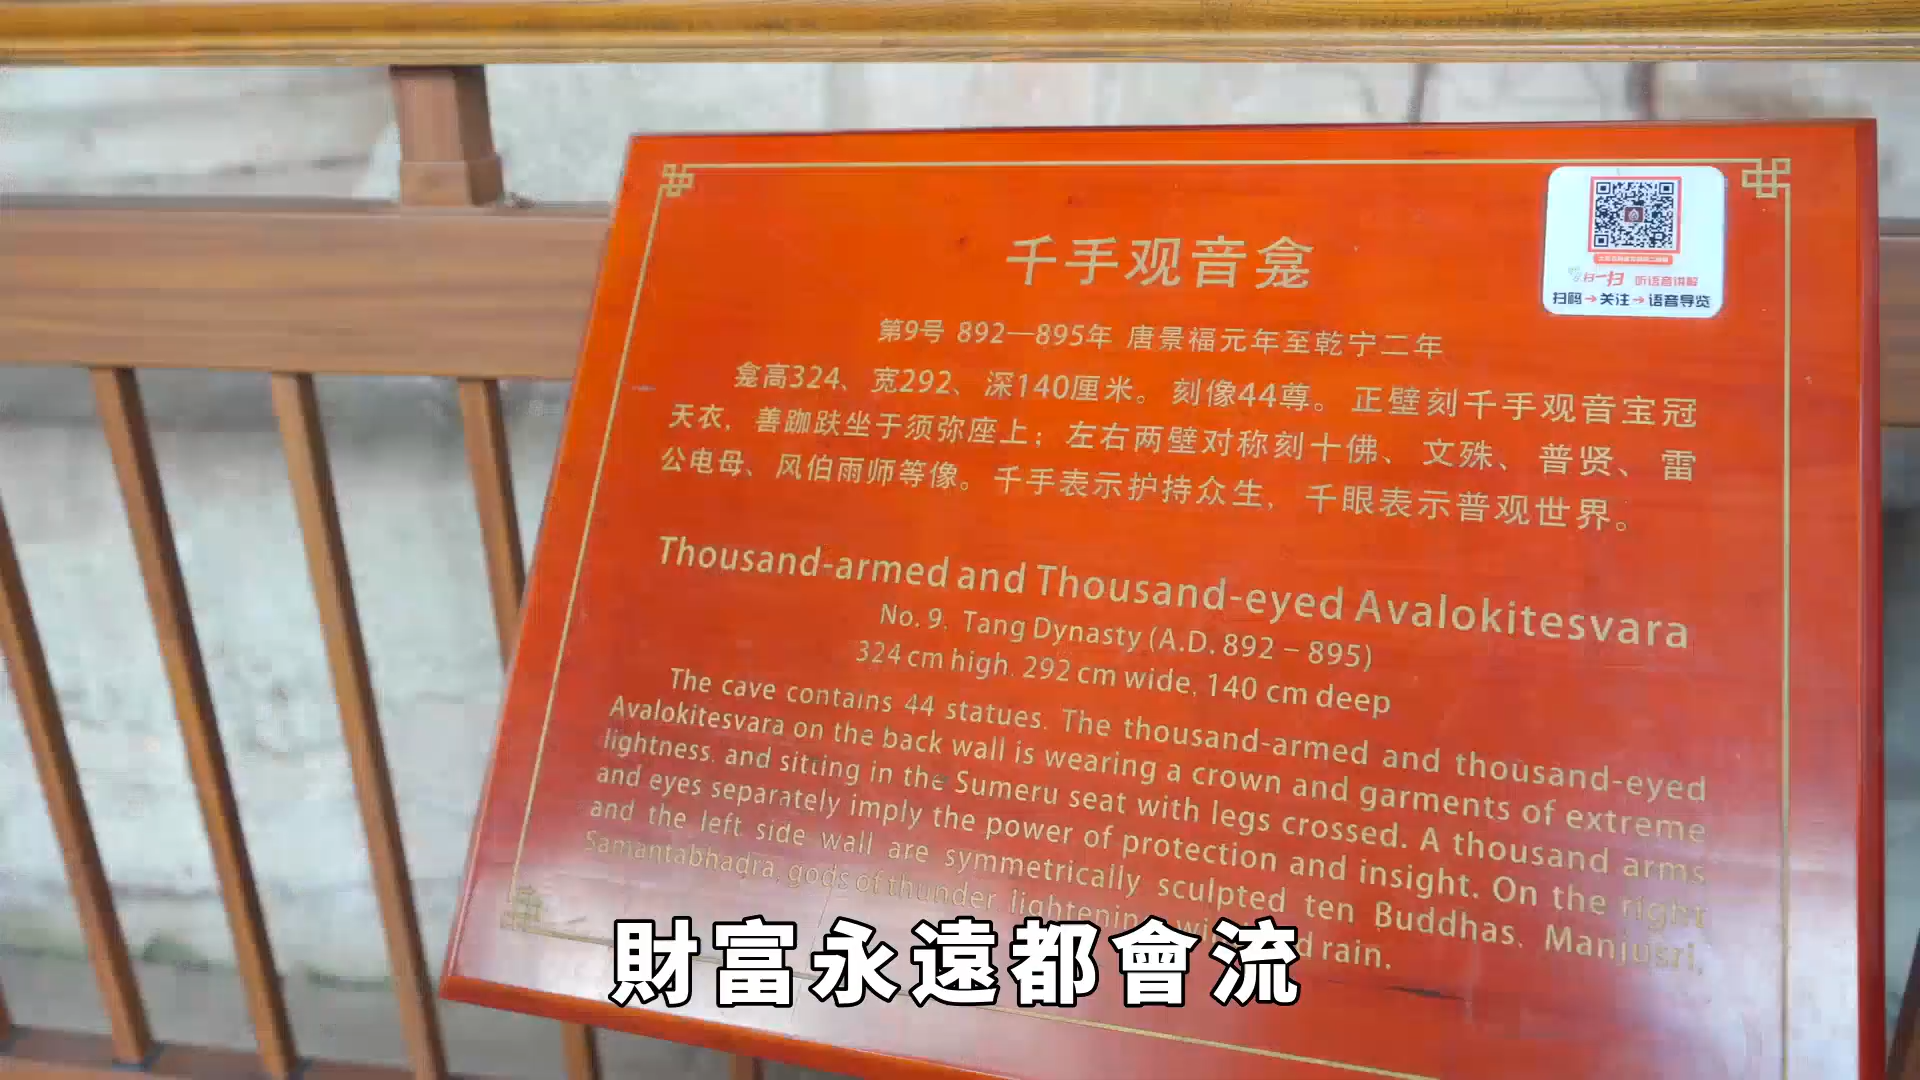 千手观音龛
扫一扫 听语音讲解
扫码→关注→语音导览
第9号 892—895年 唐景福元年至乾宁二年
龛高324、宽292、深140厘米。刻像44尊。正壁刻千手观音宝冠
天衣，善跏趺坐于须弥座上；左右两壁对称刻十佛、文殊、普贤、雷
公电母、风伯雨师等像。千手表示护持众生，千眼表示普观世界。
Thousand-armed and Thousand-eyed Avalokitesvara
No. 9. Tang Dynasty (A.D. 892 – 895)
324 cm high, 292 cm wide, 140 cm deep
The cave contains 44 statues. The thousand-armed and thousand-eyed
Avalokitesvara on the back wall is wearing a crown and garments of extreme
lightness, and sitting in the Sumeru seat with legs crossed. A thousand arms
and eyes separately imply the power of protection and insight. On the right
and the left side wall are symmetrically sculpted ten Buddhas, Manjusri,
Samantabhadra, gods of thunder, lightening, wind and rain.
財富永遠都會流